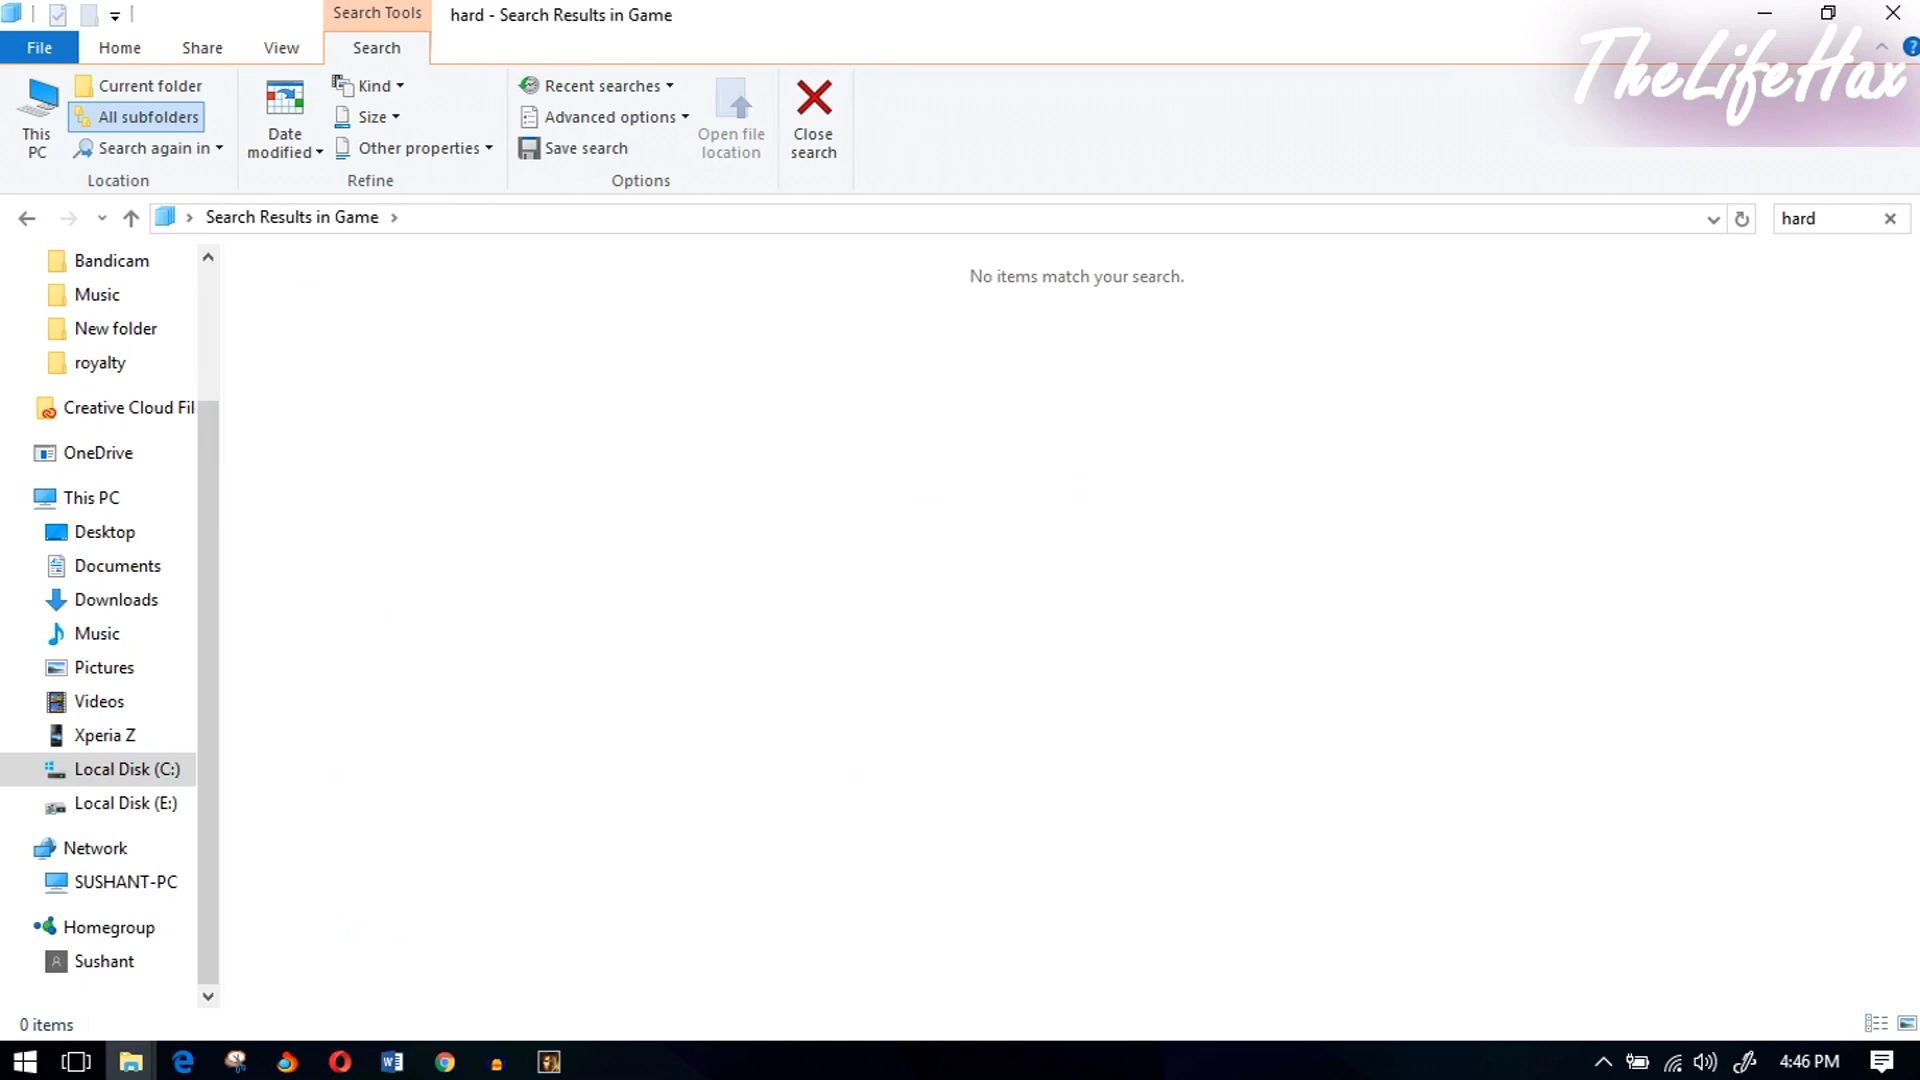 Search Tools
hard - Search Results in Game
File
Home
Share
View
Search
TheLifeHax
This PC
Current folder
All subfolders
Search again in
Location
Date modified
Kind
Size
Other properties
Refine
Recent searches
Advanced options
Save search
Options
Open file location
Close search
Search Results in Game
hard
No items match your search.
Bandicam
Music
New folder
royalty
Creative Cloud Fil
OneDrive
This PC
Desktop
Documents
Downloads
Music
Pictures
Videos
Xperia Z
Local Disk (C:)
Local Disk (E:)
Network
SUSHANT-PC
Homegroup
Sushant
0 items
4:46 PM